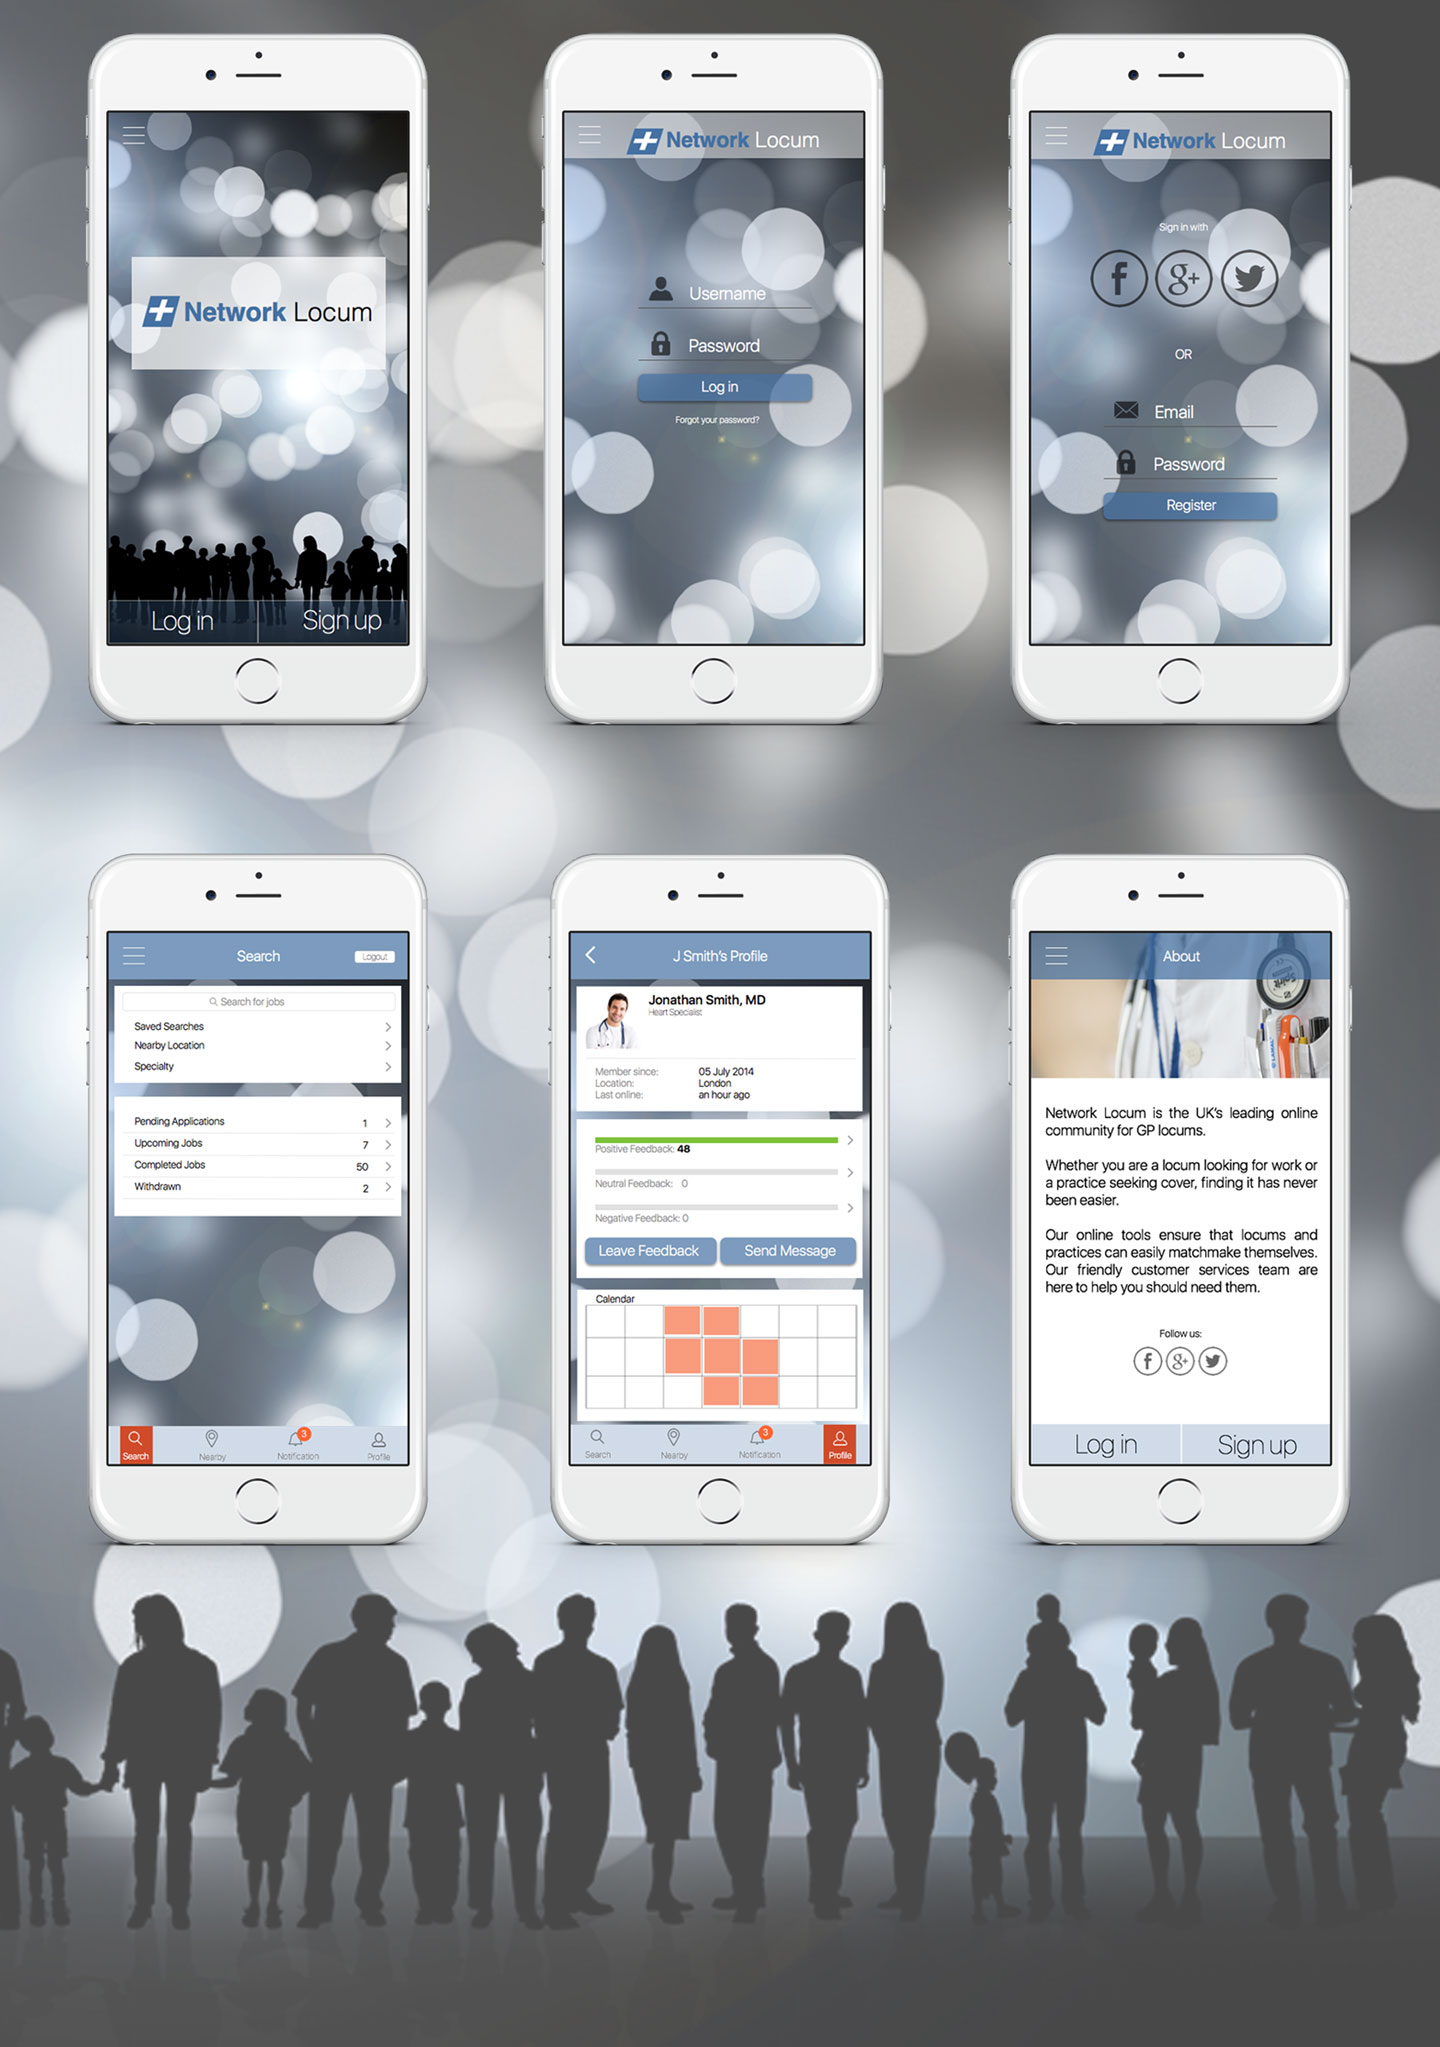 Network Locum
Log in
Sign up
Network Locum
Username
Password
Log in
Forgot your password?
Network Locum
Sign in with
f
g+
OR
Email
Password
Register
Search
Logout
Search for jobs
Saved Searches
Nearby Location
Specialty
Pending Applications 1
Upcoming Jobs 7
Completed Jobs 50
Withdrawn 2
Search
Nearby
3
Notification
Profile
J Smith's Profile
Jonathan Smith, MD
Heart Specialist
Member since: 05 July 2014
Location: London
Last online: an hour ago
Positive Feedback: 48
Neutral Feedback: 0
Negative Feedback: 0
Leave Feedback
Send Message
Calendar
Search
Nearby
3
Notification
Profile
About
Spirit
Network Locum is the UK's leading online
community for GP locums.
Whether you are a locum looking for work or
a practice seeking cover, finding it has never
been easier.
Our online tools ensure that locums and
practices can easily matchmake themselves.
Our friendly customer services team are
here to help you should need them.
Follow us:
f
g+
Log in
Sign up